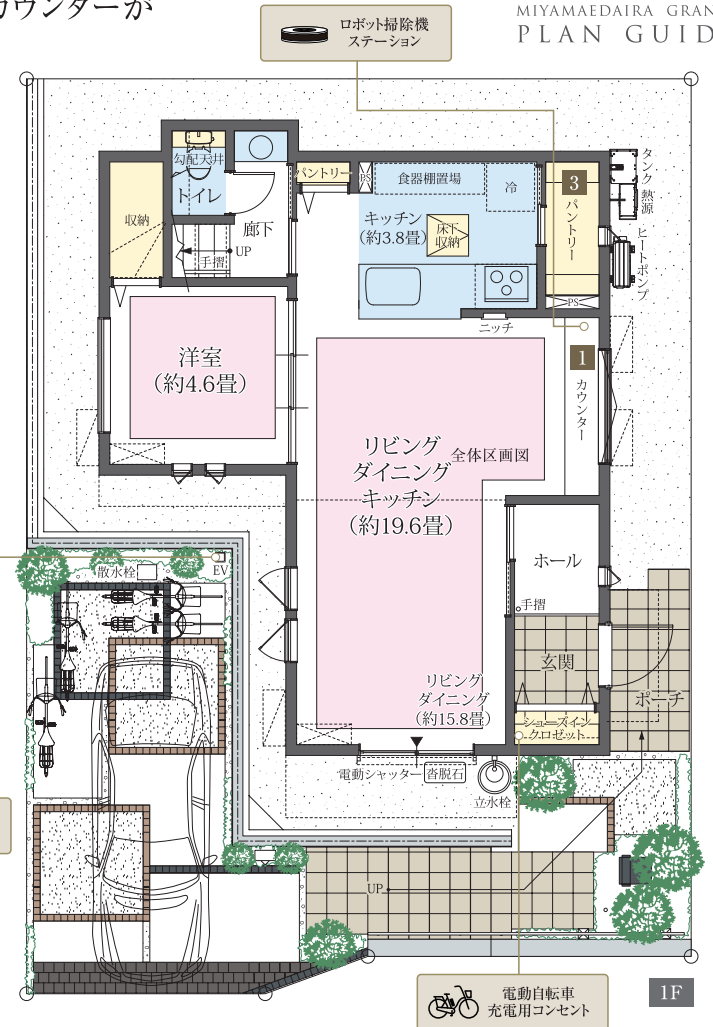 カウンターが
MIYAMAEDAIRA GRAN
PLAN GUID
ロボット掃除機
ステーション
勾配天井
トイレ
収納
廊下
手摺
UP
パントリー
PS
食器棚置場
冷
キッチン
(約3.8畳)
床下
収納
3
パントリー
PS
タンク
熱源
ヒートポンプ
ニッチ
1
カウンター
洋室
(約4.6畳)
リビング
ダイニング
キッチン
(約19.6畳)
全体区画図
ホール
手摺
玄関
シューズイン
クロゼット
ポーチ
リビング
ダイニング
(約15.8畳)
散水栓
EV
電動シャッター
沓脱石
立水栓
UP
電動自転車
充電用コンセント
1F